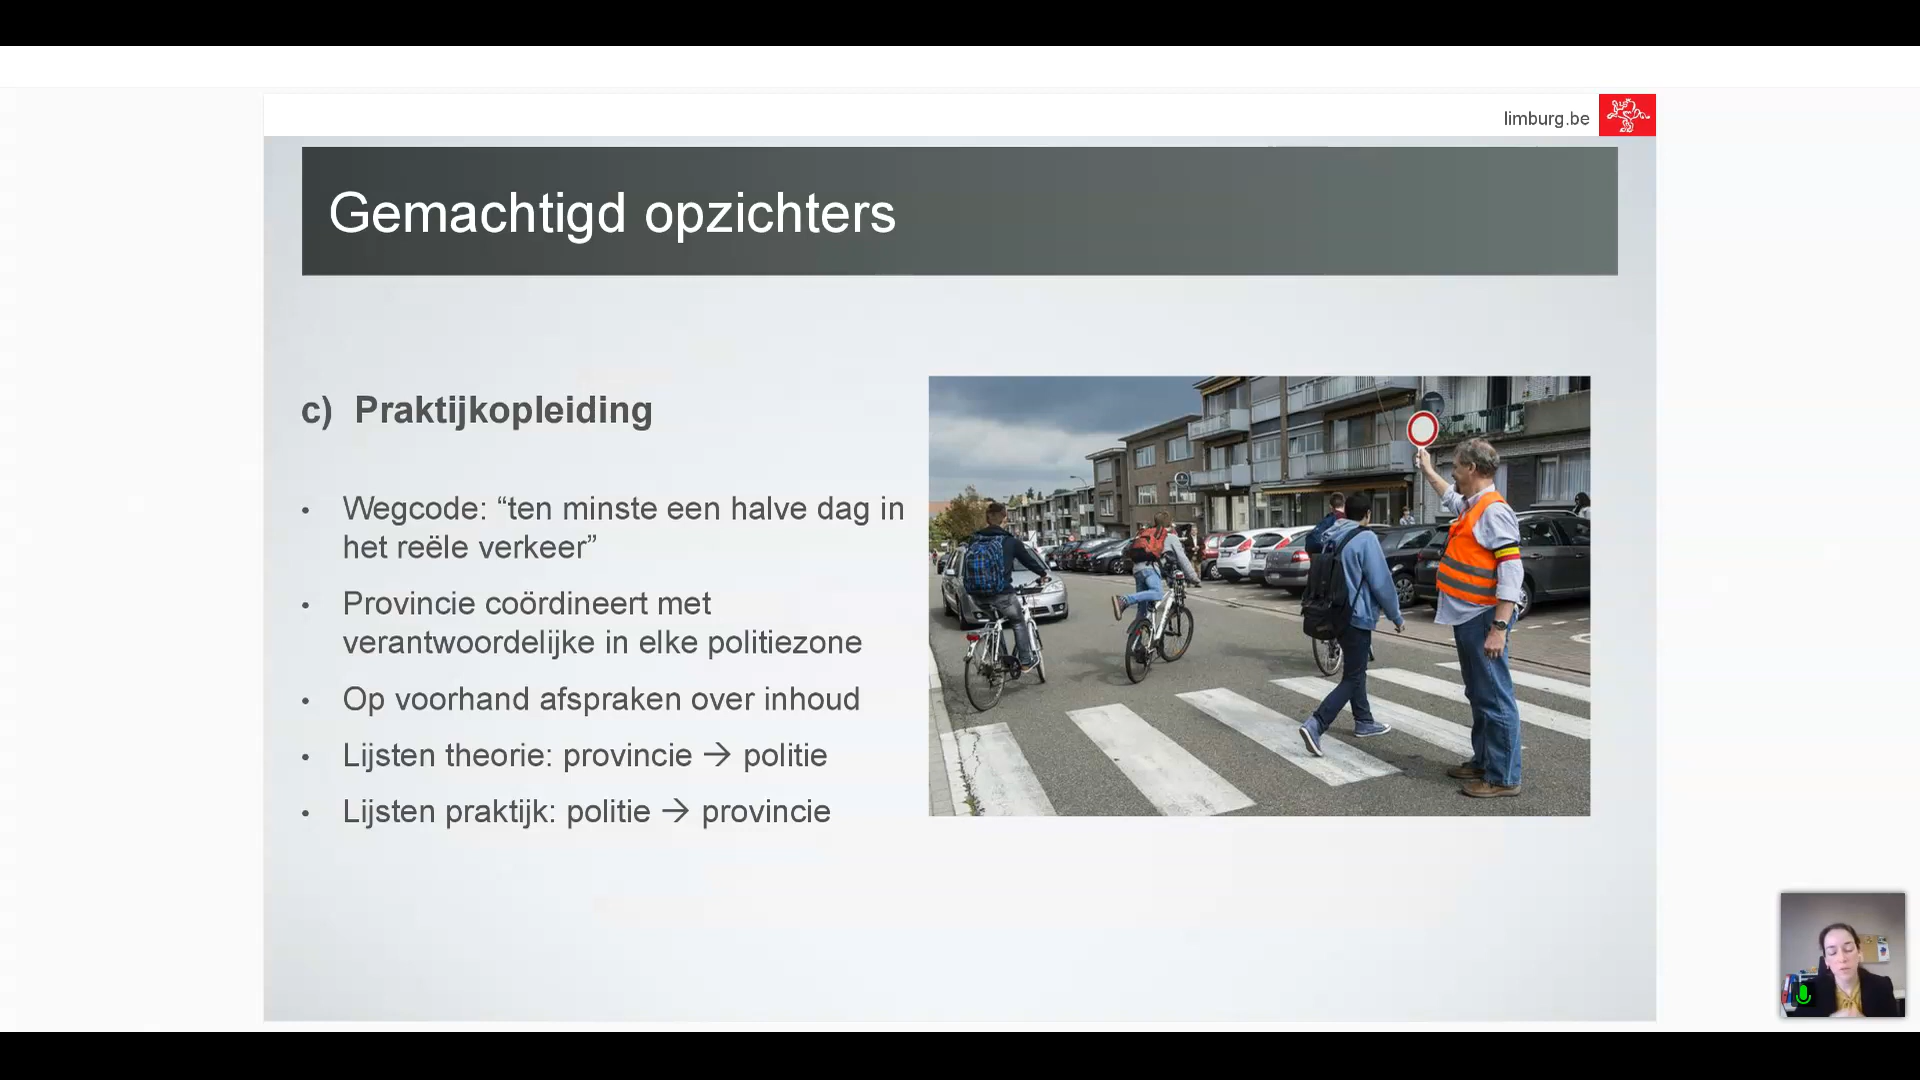 limburg.be
Gemachtigd opzichters
c) Praktijkopleiding
• Wegcode: “ten minste een halve dag in
het reële verkeer”
• Provincie coördineert met
verantwoordelijke in elke politiezone
• Op voorhand afspraken over inhoud
• Lijsten theorie: provincie → politie
• Lijsten praktijk: politie → provincie